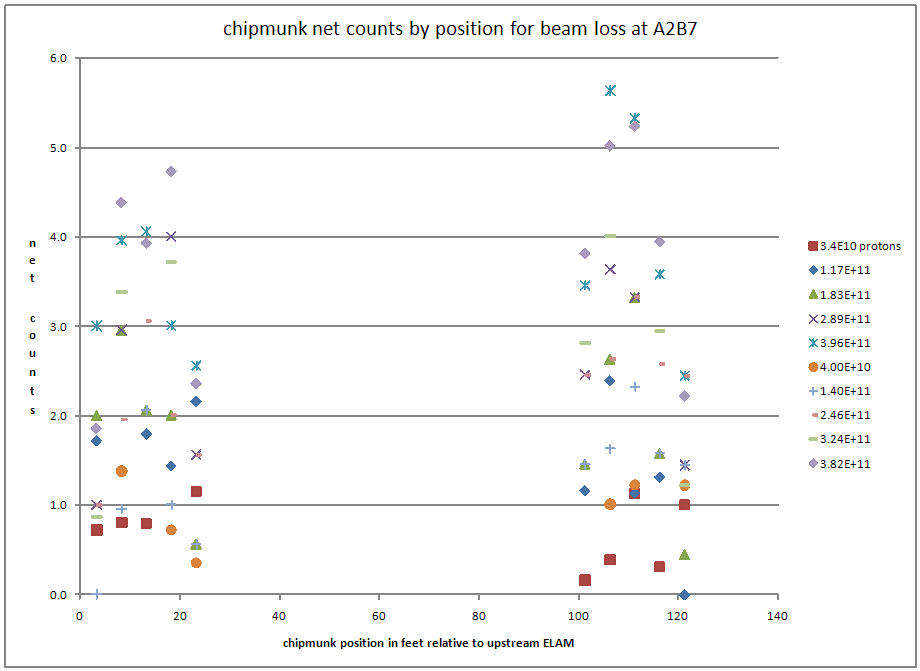 chipmunk net counts by position for beam loss at A2B7
6.0
5.0
4.0
3.0
2.0
1.0
0.0
net counts
0 20 40 60 80 100 120 140
chipmunk position in feet relative to upstream ELAM
3.4E10 protons
1.17E+11
1.83E+11
2.89E+11
3.96E+11
4.00E+10
1.40E+11
2.46E+11
3.24E+11
3.82E+11